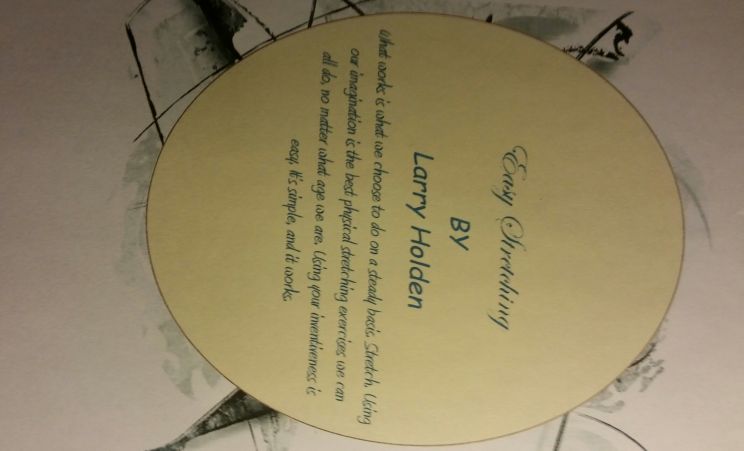 Easy Stretching
BY
Larry Holden
What works is what we choose to do on a steady basis. Stretch. Using
our imagination is the best physical stretching exercises we can
all do, no matter what age we are. Using your inventiveness is
easy. It's simple, and it works.